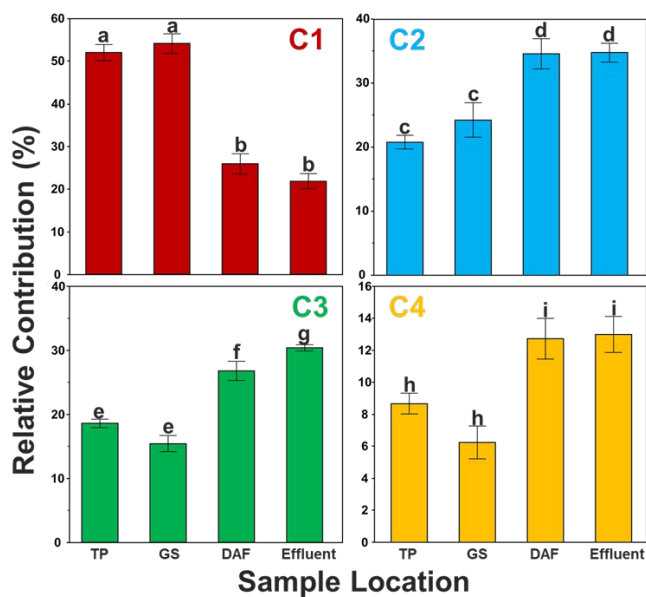 Relative Contribution (%)
60
50
40
30
20
10
0
a
a
b
b
C1
40
30
20
10
0
c
c
d
d
C2
40
30
20
10
0
e
e
f
g
C3
TP GS DAF Effluent
16
14
12
10
8
6
4
2
0
h
h
i
i
C4
TP GS DAF Effluent
Sample Location